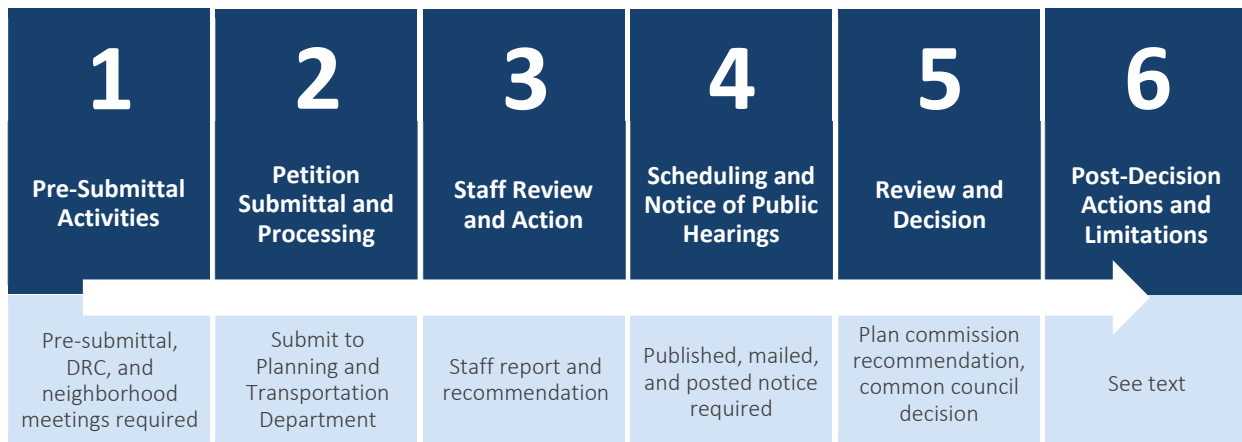 1
Pre-Submittal
Activities
Pre-submittal,
DRC, and
neighborhood
meetings required
2
Petition
Submittal and
Processing
Submit to
Planning and
Transportation
Department
3
Staff Review
and Action
Staff report and
recommendation
4
Scheduling and
Notice of Public
Hearings
Published, mailed,
and posted notice
required
5
Review and
Decision
Plan commission
recommendation,
common council
decision
6
Post-Decision
Actions and
Limitations
See text